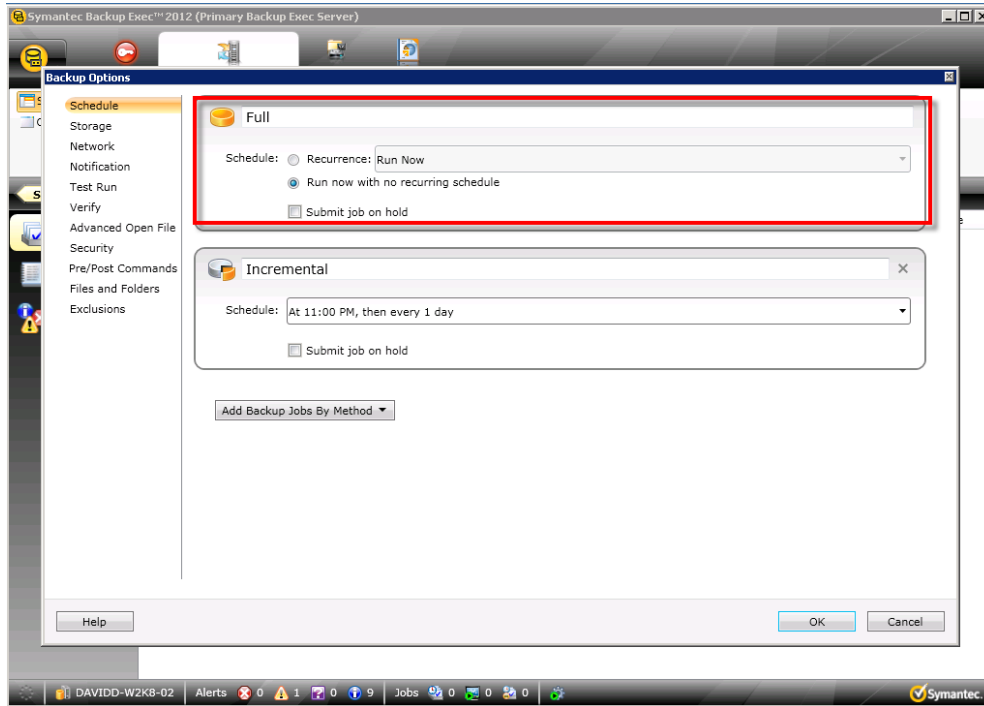 Symantec Backup Exec™ 2012 (Primary Backup Exec Server)
Backup Options
Schedule
Storage
Network
Notification
Test Run
Verify
Advanced Open File
Security
Pre/Post Commands
Files and Folders
Exclusions
Full
Schedule: Recurrence: Run Now
Run now with no recurring schedule
Submit job on hold
Incremental
Schedule: At 11:00 PM, then every 1 day
Submit job on hold
Add Backup Jobs By Method
Help OK Cancel
DAVIDD-W2K8-02 Alerts 0 1 0 9 Jobs 0 0 0 Symantec.